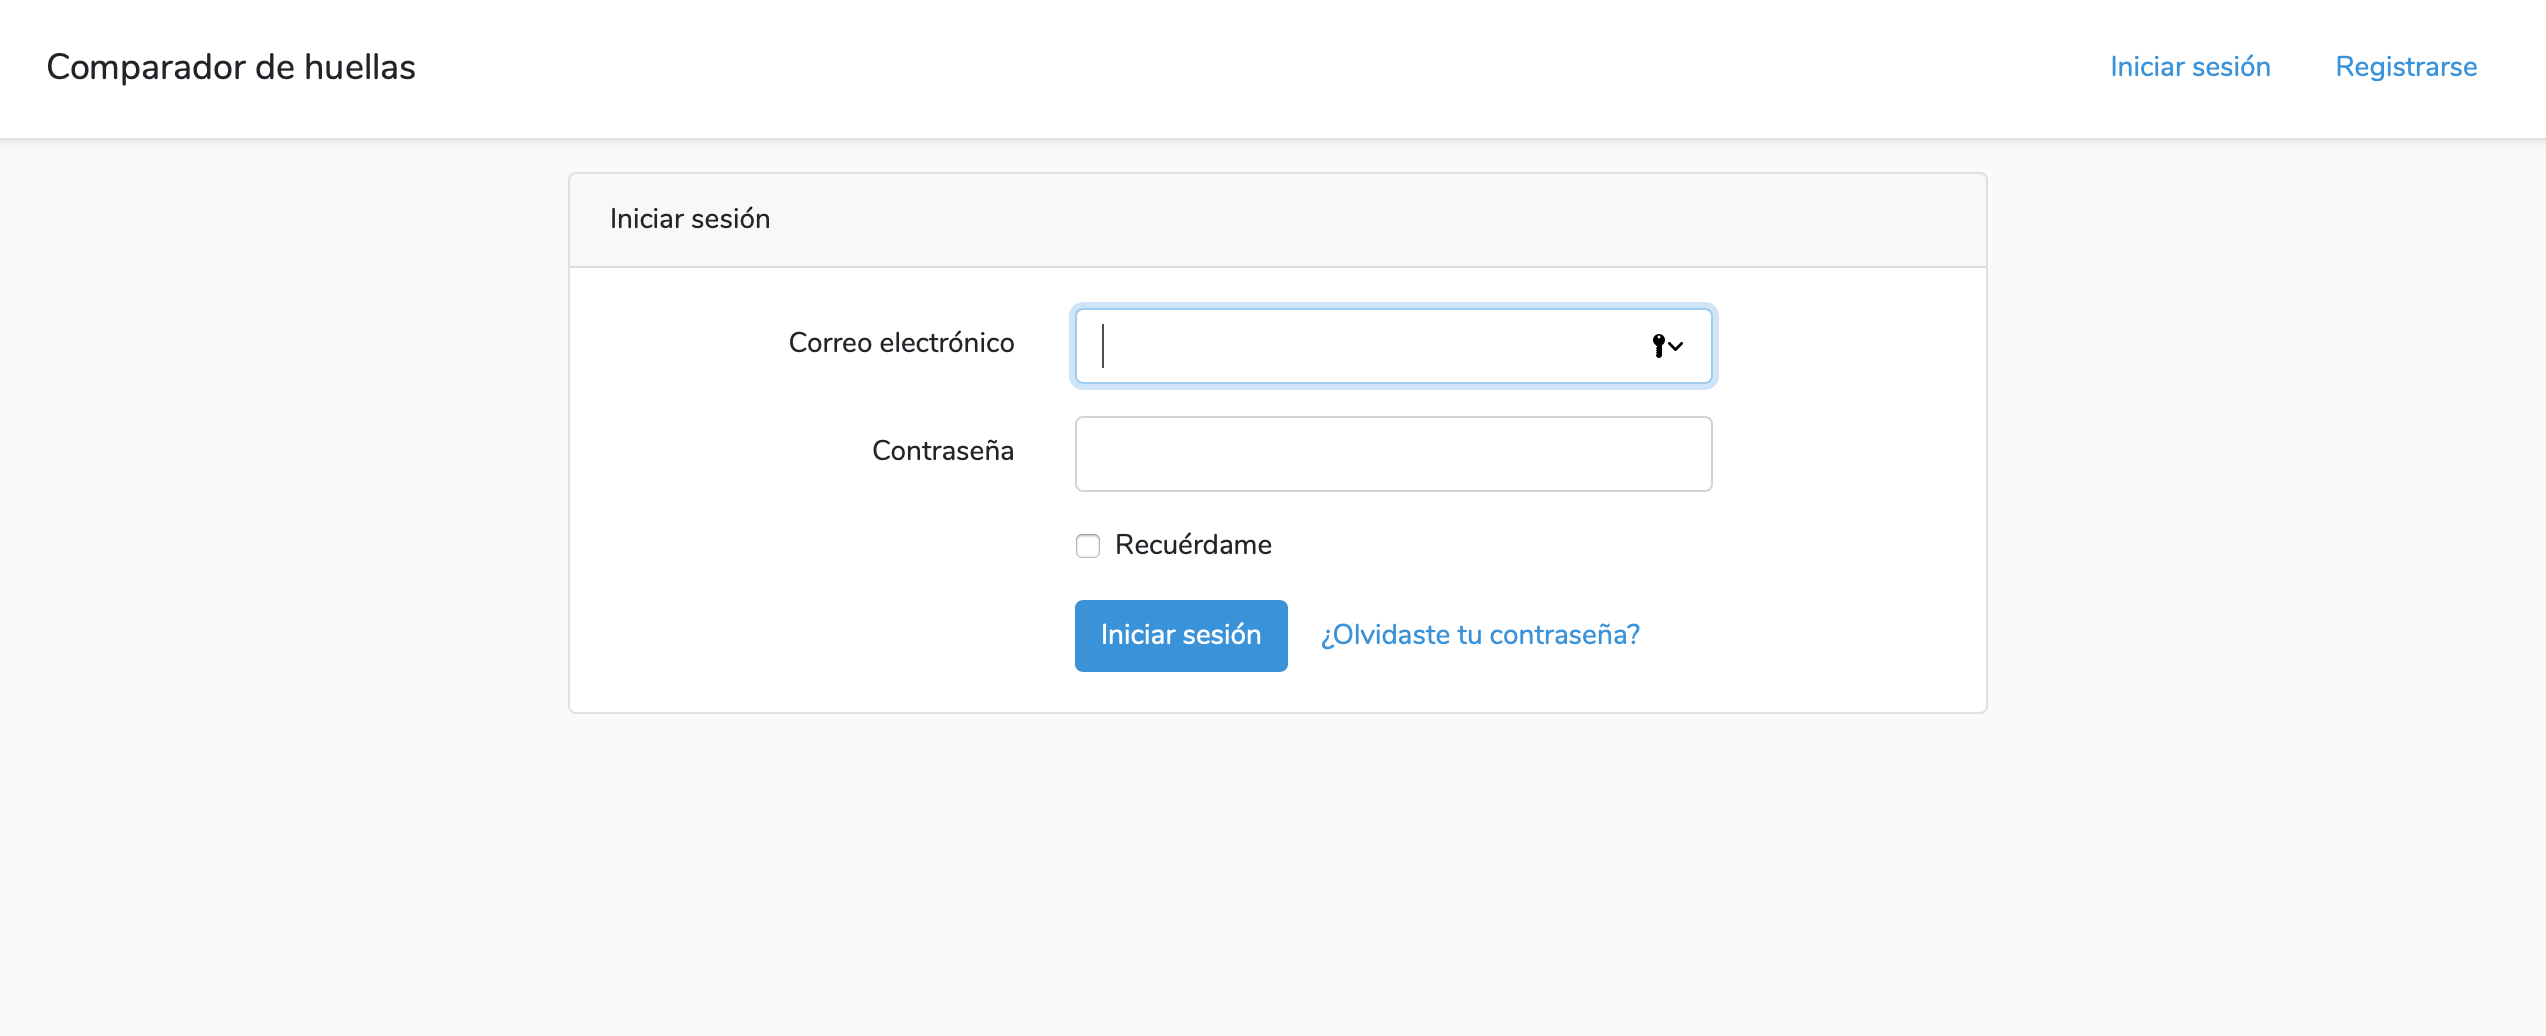 Comparador de huellas
Iniciar sesión
Registrarse
Iniciar sesión
Correo electrónico
Contraseña
Recuérdame
Iniciar sesión
¿Olvidaste tu contraseña?